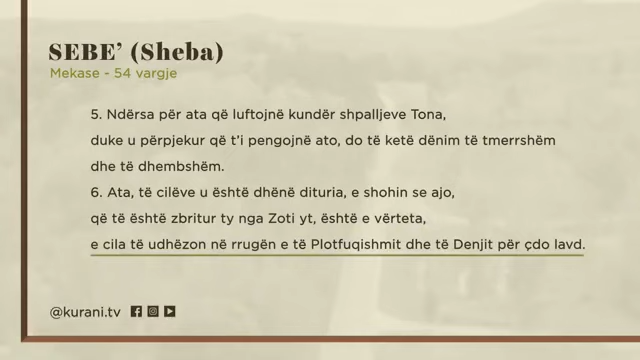 SEBE’ (Sheba)
Mekase - 54 vargje
5. Ndërsa për ata që luftojnë kundër shpalljeve Tona,
duke u përpjekur që t’i pengojnë ato, do të ketë dënim të tmerrshëm
dhe të dhembshëm.
6. Ata, të cilëve u është dhënë dituria, e shohin se ajo,
që të është zbritur ty nga Zoti yt, është e vërteta,
e cila të udhëzon në rrugën e të Plotfuqishmit dhe të Denjit për çdo lavd.
@kurani.tv